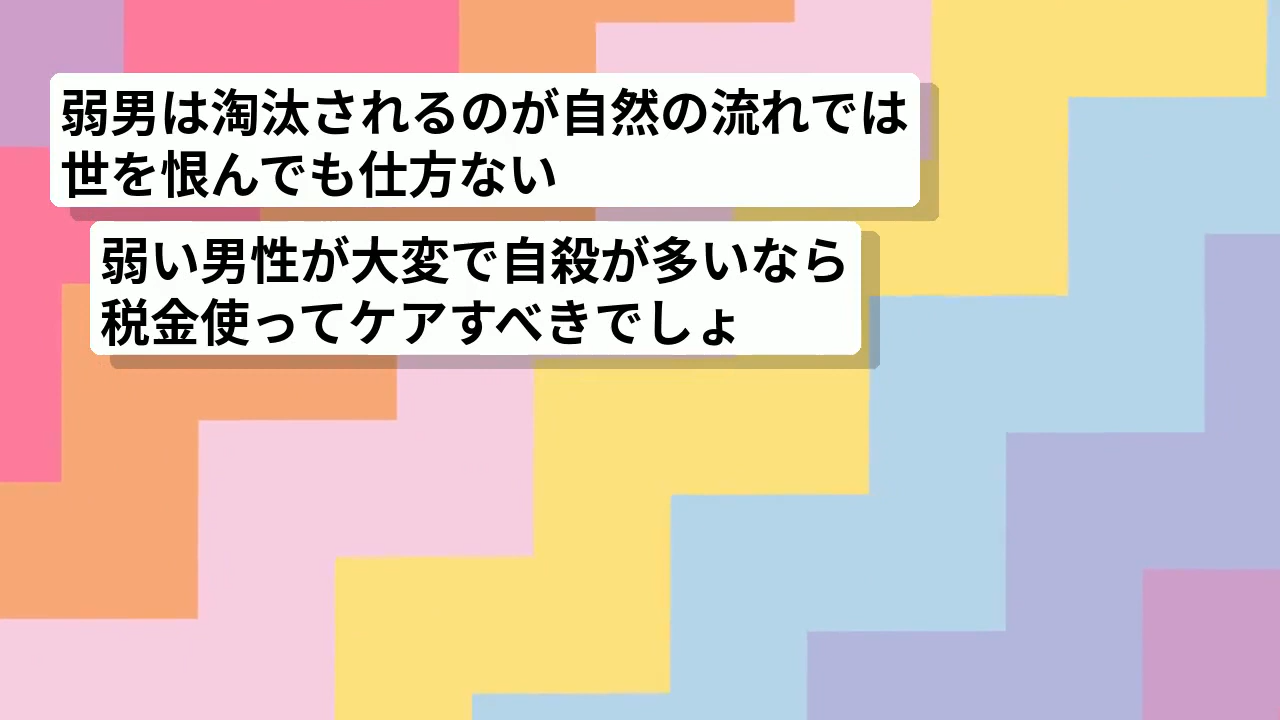 弱男は淘汰されるのが自然の流れでは
世を恨んでも仕方ない
弱い男性が大変で自殺が多いなら
税金使ってケアすべきでしょ